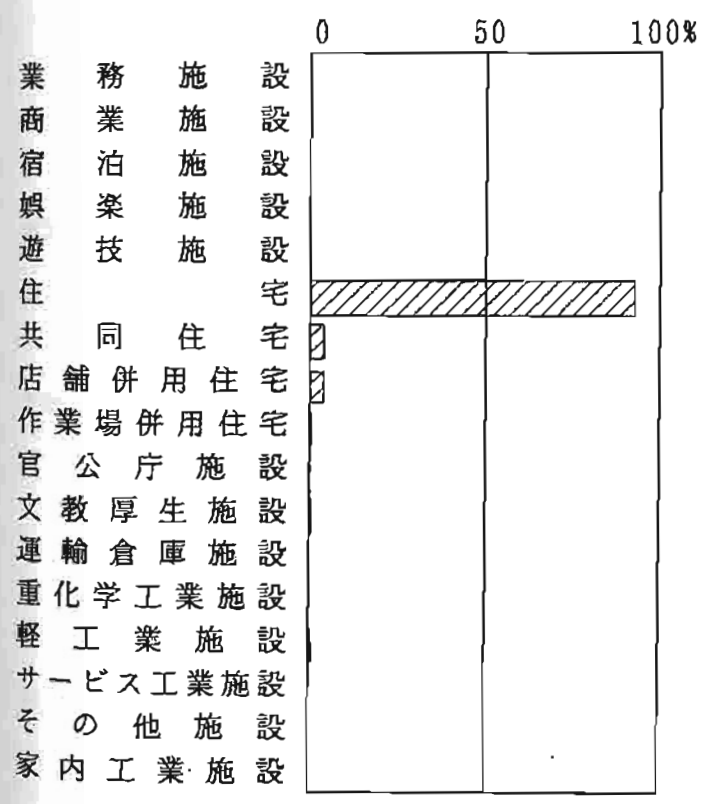 0 50 100%
業務施設
商業施設
宿泊施設
娯楽施設
遊技施設
住宅
共同住宅
店舗併用住宅
作業場併用住宅
官公庁施設
文教厚生施設
運輸倉庫施設
重化学工業施設
軽工業施設
サービス工業施設
その他施設
家内工業施設